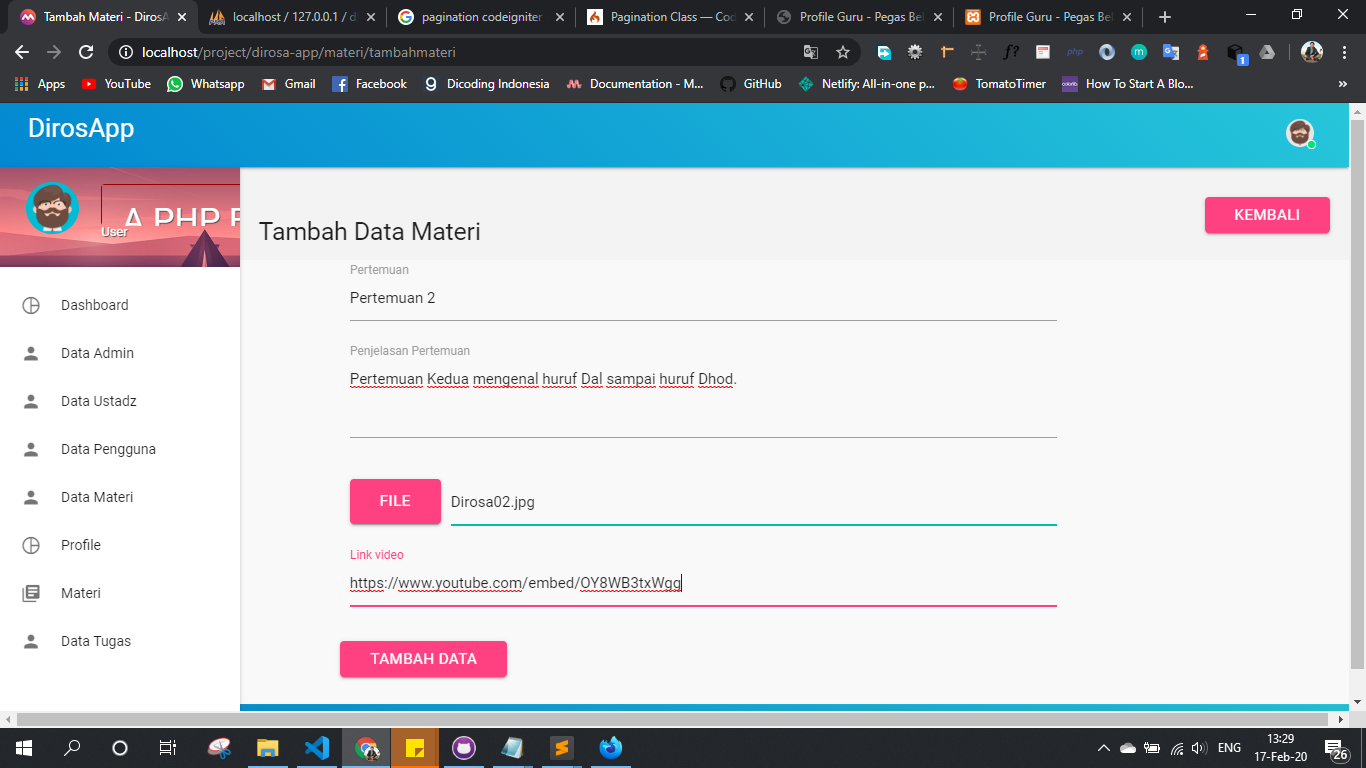 Tambah Materi - DirosA
localhost / 127.0.0.1 / d
pagination codeigniter
Pagination Class — Cod
Profile Guru - Pegas Bel
Profile Guru - Pegas Bel
localhost/project/dirosa-app/materi/tambahmateri
Apps
YouTube
Whatsapp
Gmail
Facebook
Dicoding Indonesia
Documentation - M...
GitHub
Netlify: All-in-one p...
TomatoTimer
How To Start A Blo...
DirosApp
A PHP F
User
Tambah Data Materi
KEMBALI
Dashboard
Data Admin
Data Ustadz
Data Pengguna
Data Materi
Profile
Materi
Data Tugas
Pertemuan
Pertemuan 2
Penjelasan Pertemuan
Pertemuan Kedua mengenal huruf Dal sampai huruf Dhod.
FILE
Dirosa02.jpg
Link video
https://www.youtube.com/embed/OY8WB3txWgg
TAMBAH DATA
ENG
13:29
17-Feb-20
26